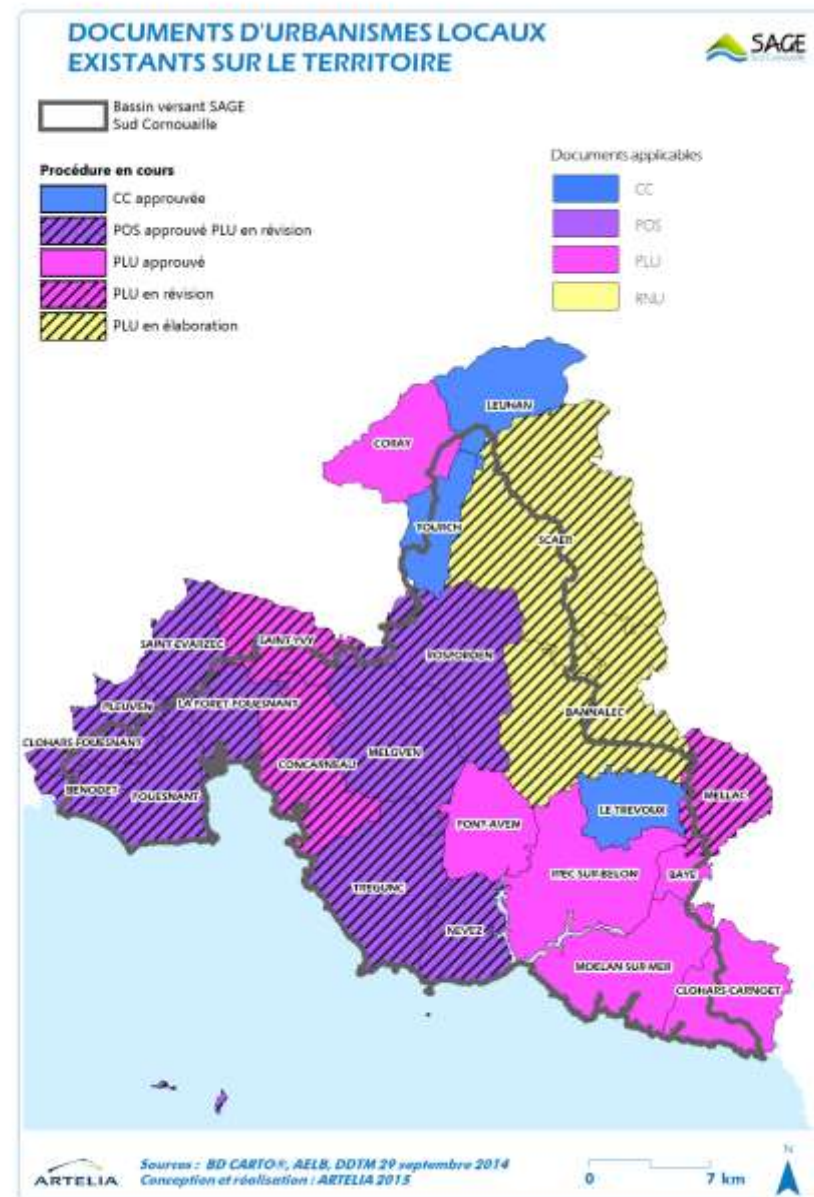 DOCUMENTS D'URBANISMES LOCAUX
EXISTANTS SUR LE TERRITOIRE
SAGE
Sud Cornouaille
Bassin versant SAGE
Sud Cornouaille
Procédure en cours
CC approuvée
POS approuvé PLU en révision
PLU approuvé
PLU en révision
PLU en élaboration
Documents applicables
CC
POS
PLU
RNU
LEUHAN
CORAY
TOURCH
SCAER
SAINT-EVARZEC
SAINT-YVY
ROSPORDEN
PLEUVEN
LA FORET-FOUESNANT
BANNALEC
CLOHARS-FOUESNANT
CONCARNEAU
MELGVEN
BENODET
FOUESNANT
PONT-AVEN
LE TREVOUX
MELLAC
RIEC SUR BELON
BAYE
TREGUNC
NEVEZ
MOELAN SUR MER
CLOHARS-CARNOET
ARTELIA
Sources : BD CARTO®, AELB, DDTM 29 septembre 2014
Conception et réalisation : ARTELIA 2015
0 7 km
N